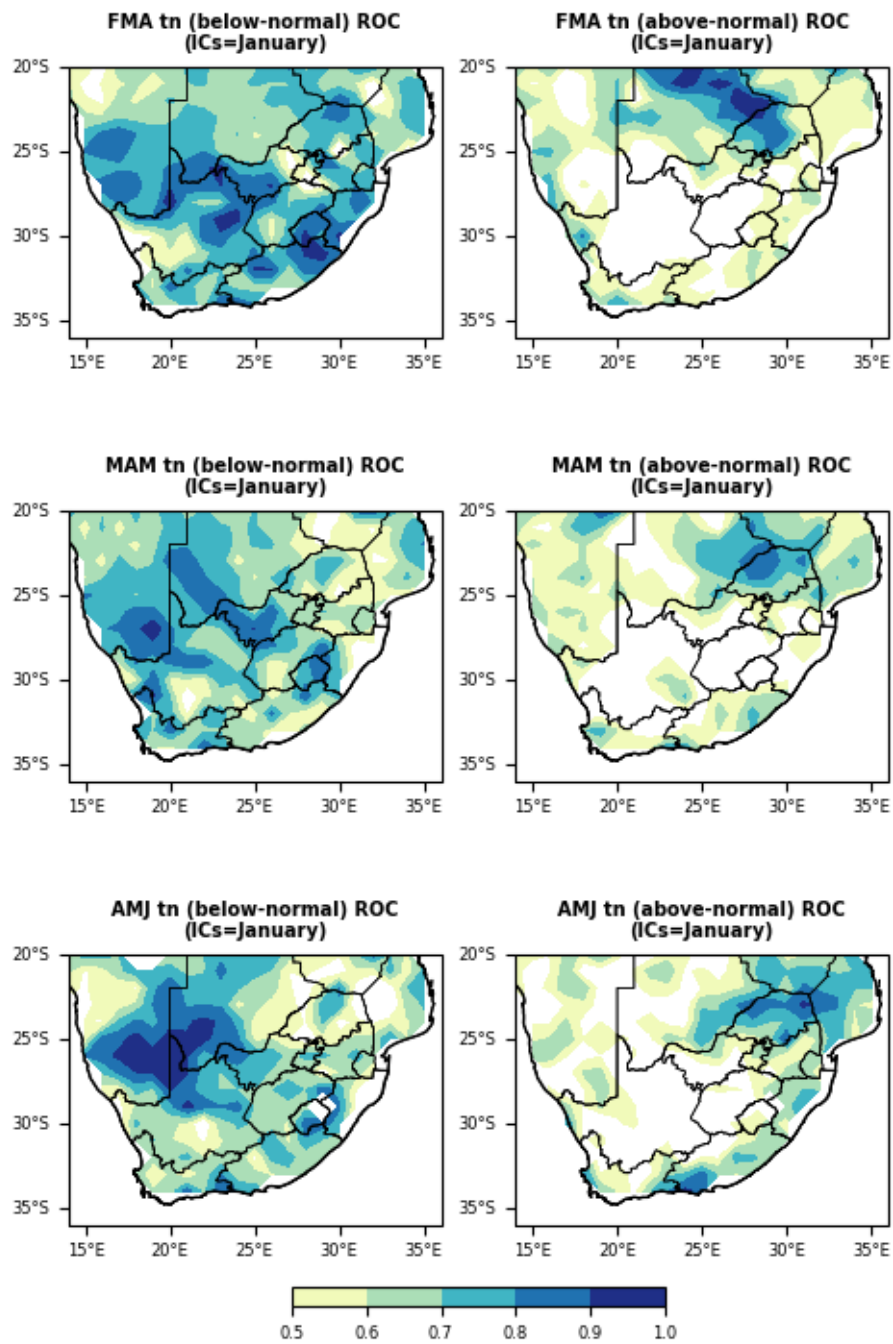 FMA tn (below-normal) ROC
(ICs=January)
FMA tn (above-normal) ROC
(ICs=January)
20°S
25°S
30°S
35°S
15°E 20°E 25°E 30°E 35°E
20°S
25°S
30°S
35°S
15°E 20°E 25°E 30°E 35°E
MAM tn (below-normal) ROC
(ICs=January)
MAM tn (above-normal) ROC
(ICs=January)
20°S
25°S
30°S
35°S
15°E 20°E 25°E 30°E 35°E
20°S
25°S
30°S
35°S
15°E 20°E 25°E 30°E 35°E
AMJ tn (below-normal) ROC
(ICs=January)
AMJ tn (above-normal) ROC
(ICs=January)
20°S
25°S
30°S
35°S
15°E 20°E 25°E 30°E 35°E
20°S
25°S
30°S
35°S
15°E 20°E 25°E 30°E 35°E
0.5 0.6 0.7 0.8 0.9 1.0